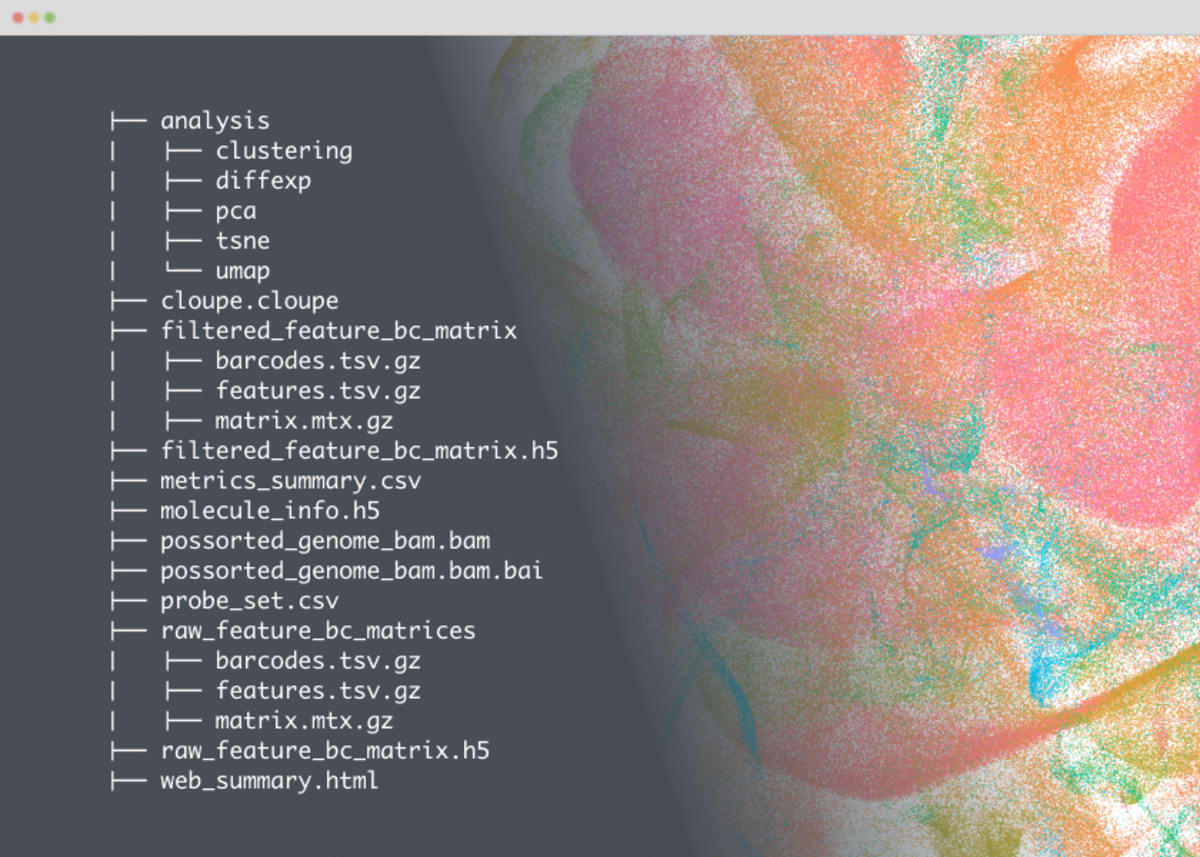 ├── analysis
|   ├── clustering
|   ├── diffexp
|   ├── pca
|   ├── tsne
|   └── umap
├── cloupe.cloupe
├── filtered_feature_bc_matrix
|   ├── barcodes.tsv.gz
|   ├── features.tsv.gz
|   ├── matrix.mtx.gz
├── filtered_feature_bc_matrix.h5
├── metrics_summary.csv
├── molecule_info.h5
├── possorted_genome_bam.bam
├── possorted_genome_bam.bam.bai
├── probe_set.csv
├── raw_feature_bc_matrices
|   ├── barcodes.tsv.gz
|   ├── features.tsv.gz
|   ├── matrix.mtx.gz
├── raw_feature_bc_matrix.h5
├── web_summary.html